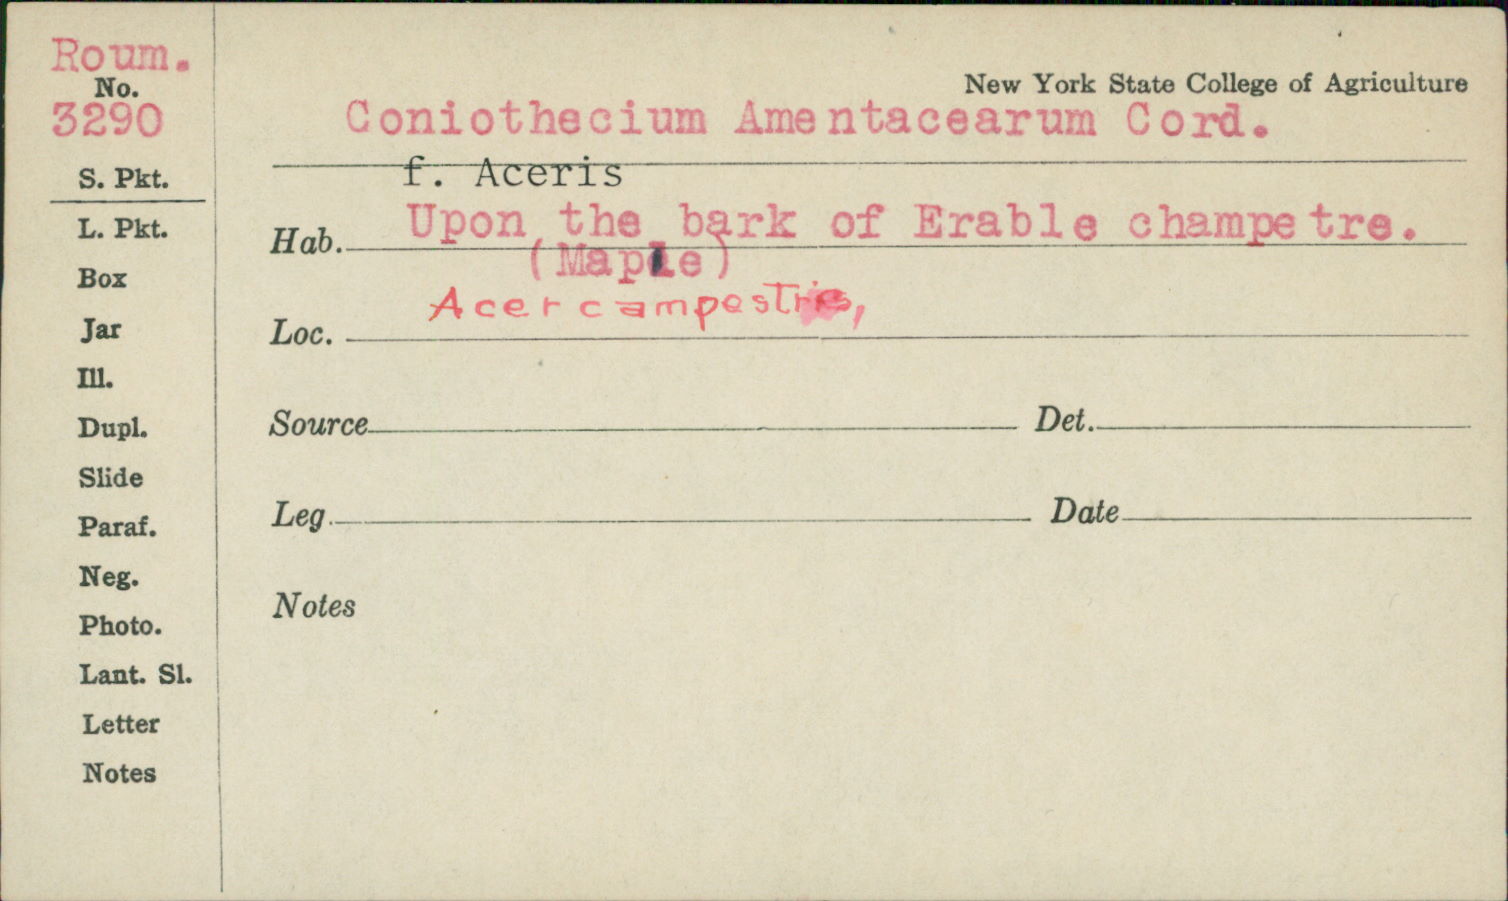 Roum.
No.
3290
S. Pkt.
L. Pkt.
Box
Jar
Ill.
Dupl.
Slide
Paraf.
Neg.
Photo.
Lant. Sl.
Letter
Notes
New York State College of Agriculture
Coniothecium Amentacearum Cord.
f. Aceris
Hab. Upon the bark of Erable champetre.
(Maple)
Acer campestris,
Loc.
Source Det.
Leg. Date
Notes